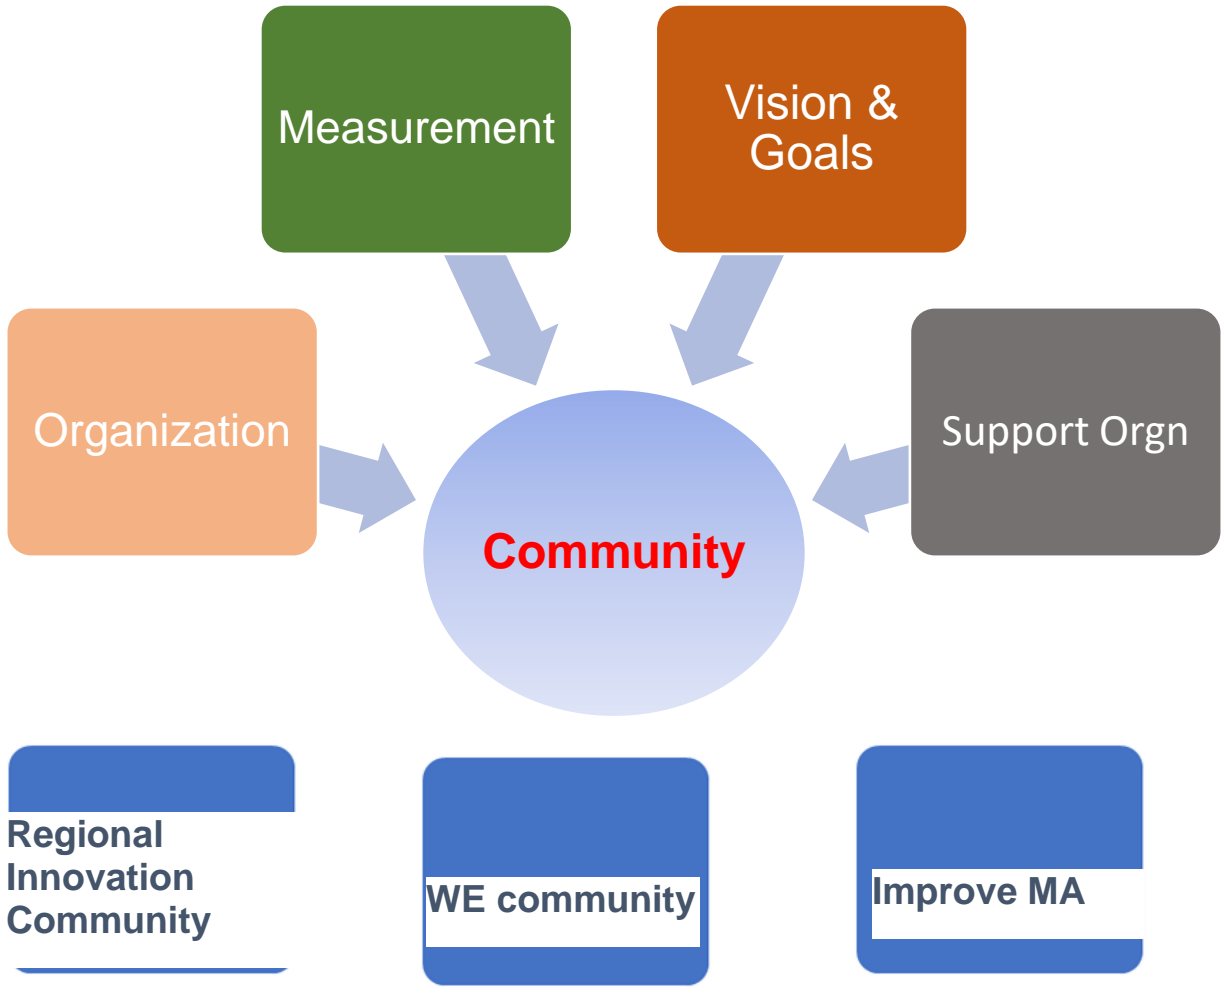 Measurement
Vision &
Goals
Organization
Support Orgn
Community
Regional
Innovation
Community
WE community
Improve MA